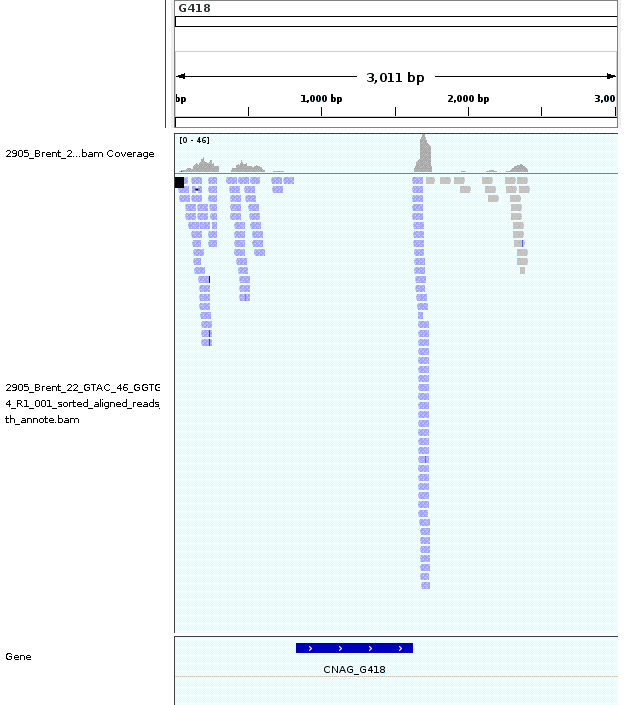 G418
3,011 bp
bp 1,000 bp 2,000 bp 3,00
[0 - 46]
2905_Brent_2...bam Coverage
2905_Brent_22_GTAC_46_GGTG
4_R1_001_sorted_aligned_reads_
th_annote.bam
Gene
CNAG_G418